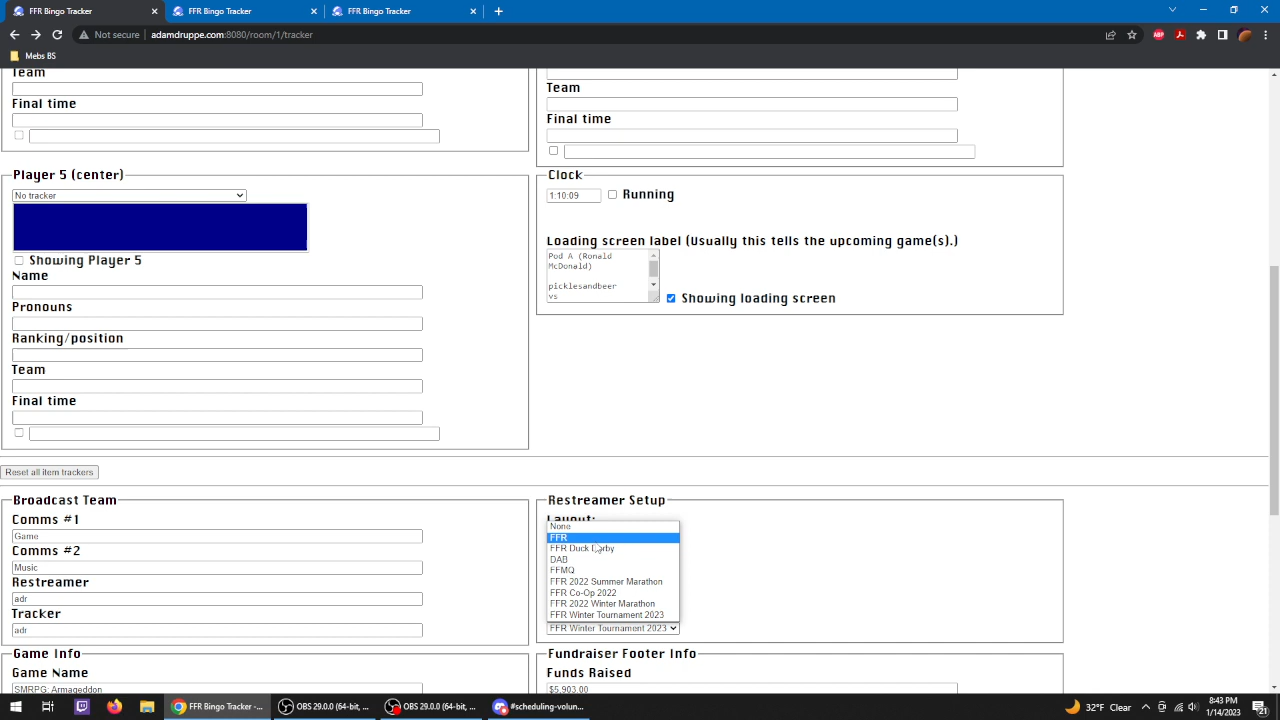 FFR Bingo Tracker
FFR Bingo Tracker
FFR Bingo Tracker
Not secure
adamdruppe.com:8080/room/1/tracker
ABP
Mebs BS
Team
Final time
Team
Final time
Player 5 (center)
No tracker
Showing Player 5
Name
Pronouns
Ranking/position
Team
Final time
Clock
1:10:09
Running
Loading screen label (Usually this tells the upcoming game(s).)
Pod A (Ronald
McDonald)
picklesandbeer
vs
Showing loading screen
Reset all item trackers
Broadcast Team
Comms #1
Game
Comms #2
Music
Restreamer
adr
Tracker
adr
Restreamer Setup
Layout:
None
FFR
FFR Duck Derby
DAB
FFMQ
FFR 2022 Summer Marathon
FFR Co-Op 2022
FFR 2022 Winter Marathon
FFR Winter Tournament 2023
FFR Winter Tournament 2023
Game Info
Game Name
SMRPG: Armageddon
Fundraiser Footer Info
Funds Raised
$5,903.00
FFR Bingo Tracker -...
OBS 29.0.0 (64-bit, ...
OBS 29.0.0 (64-bit, ...
#scheduling-volun...
32°F Clear
8:43 PM
1/14/2023
21